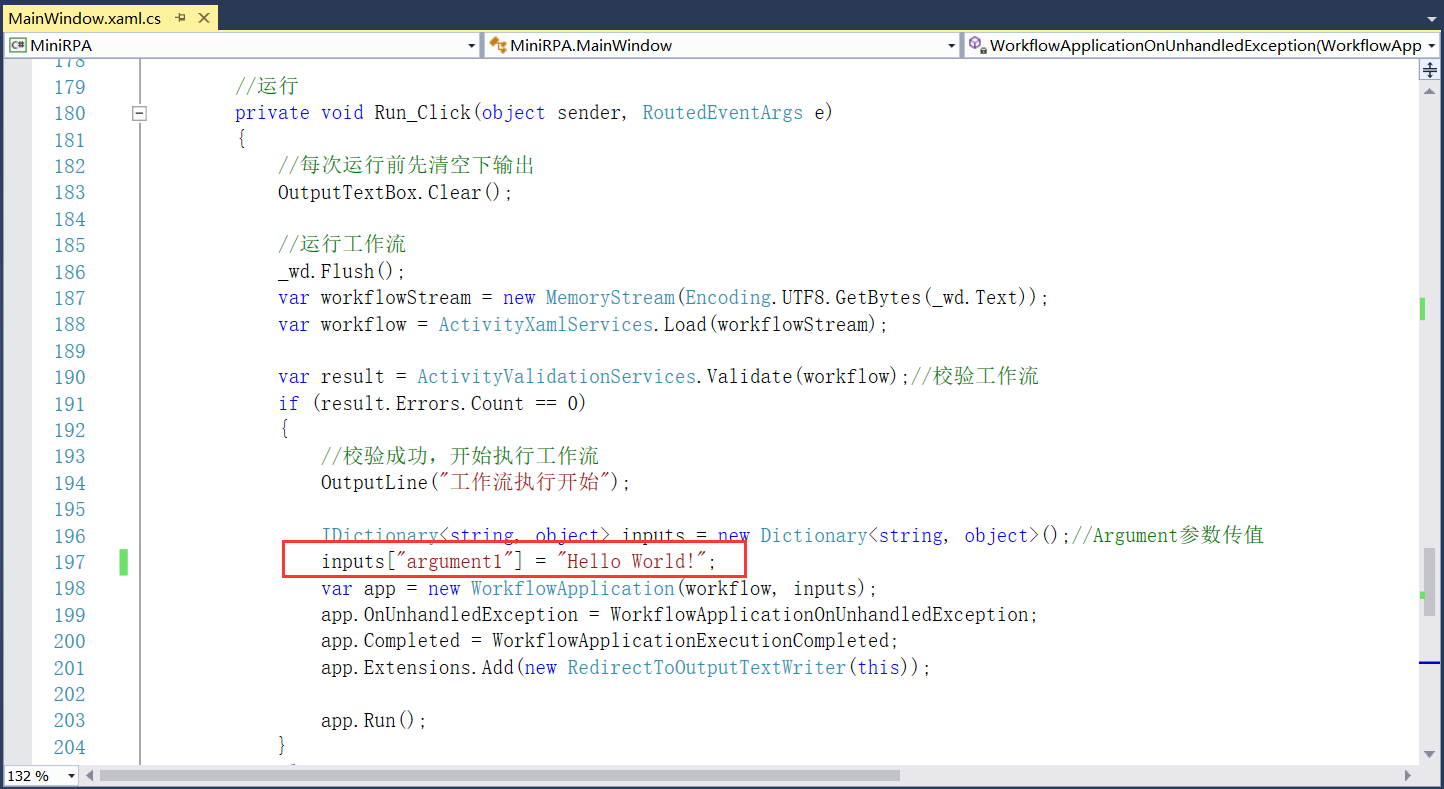 MainWindow.xaml.cs
C# MiniRPA
MiniRPA.MainWindow
WorkflowApplicationOnUnhandledException(WorkflowApp
178
179 //运行
180 private void Run_Click(object sender, RoutedEventArgs e)
181 {
182 //每次运行前先清空下输出
183 OutputTextBox.Clear();
184
185 //运行工作流
186 _wd.Flush();
187 var workflowStream = new MemoryStream(Encoding.UTF8.GetBytes(_wd.Text));
188 var workflow = ActivityXamlServices.Load(workflowStream);
189
190 var result = ActivityValidationServices.Validate(workflow);//校验工作流
191 if (result.Errors.Count == 0)
192 {
193 //校验成功，开始执行工作流
194 OutputLine("工作流执行开始");
195
196 IDictionary<string, object> inputs = new Dictionary<string, object>();//Argument参数传值
197 inputs["argument1"] = "Hello World!";
198 var app = new WorkflowApplication(workflow, inputs);
199 app.OnUnhandledException = WorkflowApplicationOnUnhandledException;
200 app.Completed = WorkflowApplicationExecutionCompleted;
201 app.Extensions.Add(new RedirectToOutputTextWriter(this));
202
203 app.Run();
204 }
132 %